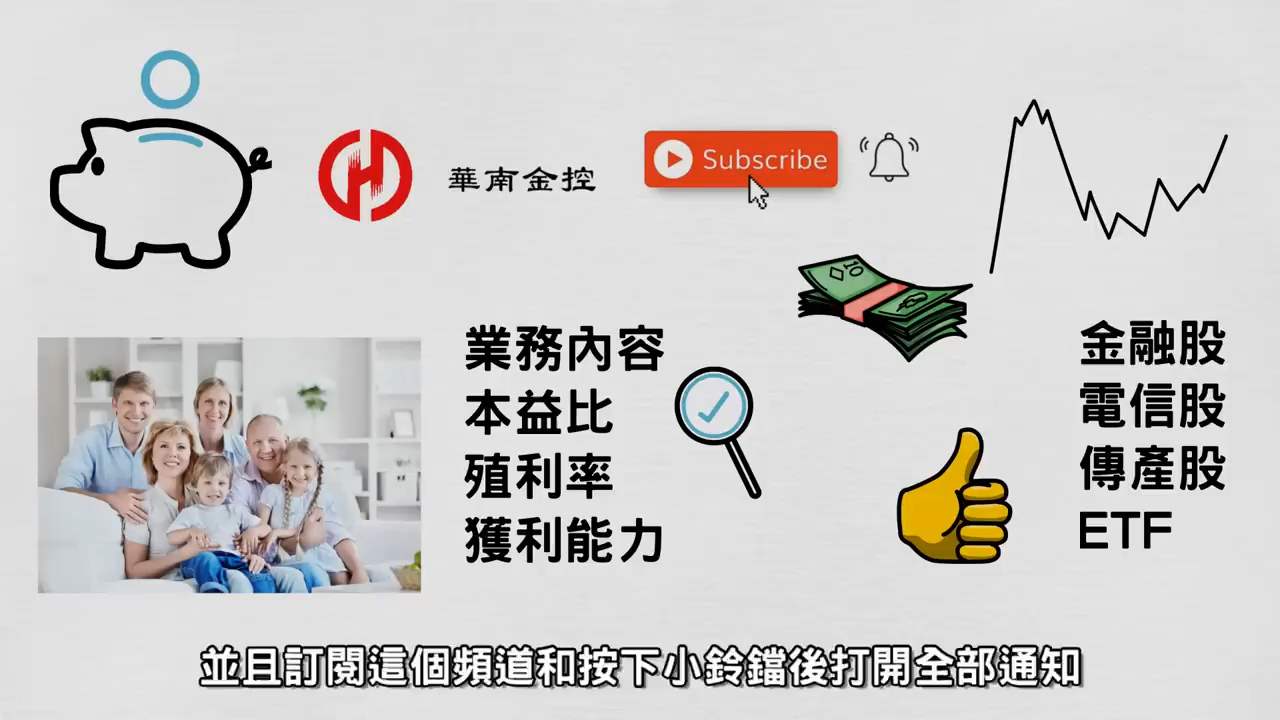 華南金控
Subscribe
10
業務內容
本益比
殖利率
獲利能力
金融股
電信股
傳產股
ETF
並且訂閱這個頻道和按下小鈴鐺後打開全部通知